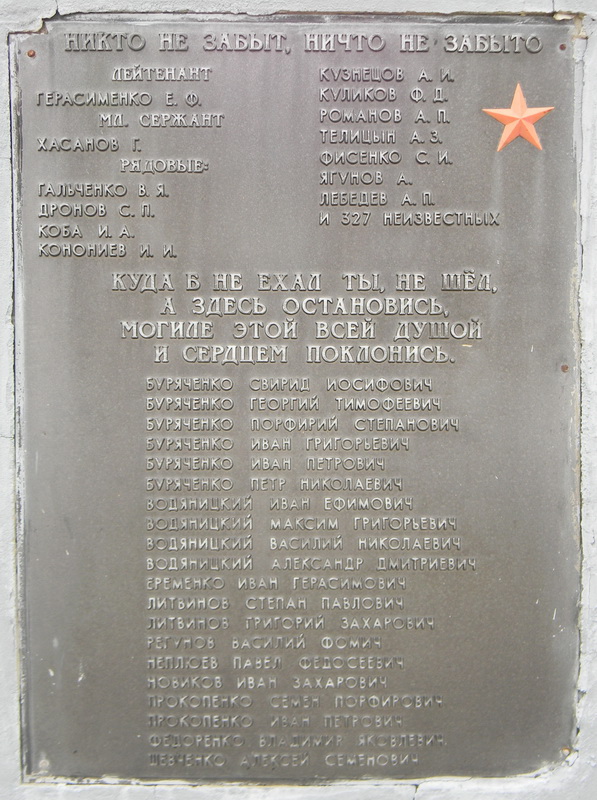 НИКТО НЕ ЗАБЫТ, НИЧТО НЕ ЗАБЫТО
ЛЕЙТЕНАНТ
ГЕРАСИМЕНКО Е. Ф.
МЛ. СЕРЖАНТ
ХАСАНОВ Г.
РЯДОВЫЕ:
ГАЛЬЧЕНКО В. Я.
ДРОНОВ С. П.
КОБА И. А.
КОНОНИЕВ И. И.
КУЗНЕЦОВ А. И.
КУЛИКОВ Ф. Д.
РОМАНОВ А. П.
ТЕЛИЦЫН А. З.
ФИСЕНКО С. И.
ЯГУНОВ А.
ЛЕБЕДЕВ А. П.
И 327 НЕИЗВЕСТНЫХ
КУДА Б НЕ ЕХАЛ ТЫ, НЕ ШЁЛ,
А ЗДЕСЬ ОСТАНОВИСЬ,
МОГИЛЕ ЭТОЙ ВСЕЙ ДУШОЙ
И СЕРДЦЕМ ПОКЛОНИСЬ.
БУРЯЧЕНКО СВИРИД ИОСИФОВИЧ
БУРЯЧЕНКО ГЕОРГИЙ ТИМОФЕЕВИЧ
БУРЯЧЕНКО ПОРФИРИЙ СТЕПАНОВИЧ
БУРЯЧЕНКО ИВАН ГРИГОРЬЕВИЧ
БУРЯЧЕНКО ИВАН ПЕТРОВИЧ
БУРЯЧЕНКО ПЕТР НИКОЛАЕВИЧ
ВОДЯНИЦКИЙ ИВАН ЕФИМОВИЧ
ВОДЯНИЦКИЙ МАКСИМ ГРИГОРЬЕВИЧ
ВОДЯНИЦКИЙ ВАСИЛИЙ НИКОЛАЕВИЧ
ВОДЯНИЦКИЙ АЛЕКСАНДР ДМИТРИЕВИЧ
ЕРЕМЕНКО ИВАН ГЕРАСИМОВИЧ
ЛИТВИНОВ СТЕПАН ПАВЛОВИЧ
ЛИТВИНОВ ГРИГОРИЙ ЗАХАРОВИЧ
РЕГУНОВ ВАСИЛИЙ ФОМИЧ
НЕПЛЮЕВ ПАВЕЛ ФЕДОСЕЕВИЧ
НОВИКОВ ИВАН ЗАХАРОВИЧ
ПРОКОПЕНКО СЕМЕН ПОРФИРОВИЧ
ПРОКОПЕНКО ИВАН ПЕТРОВИЧ
ФЕДОРЕНКО ВЛАДИМИР ЯКОВЛЕВИЧ
ШЕВЧЕНКО АЛЕКСЕЙ СЕМЕНОВИЧ